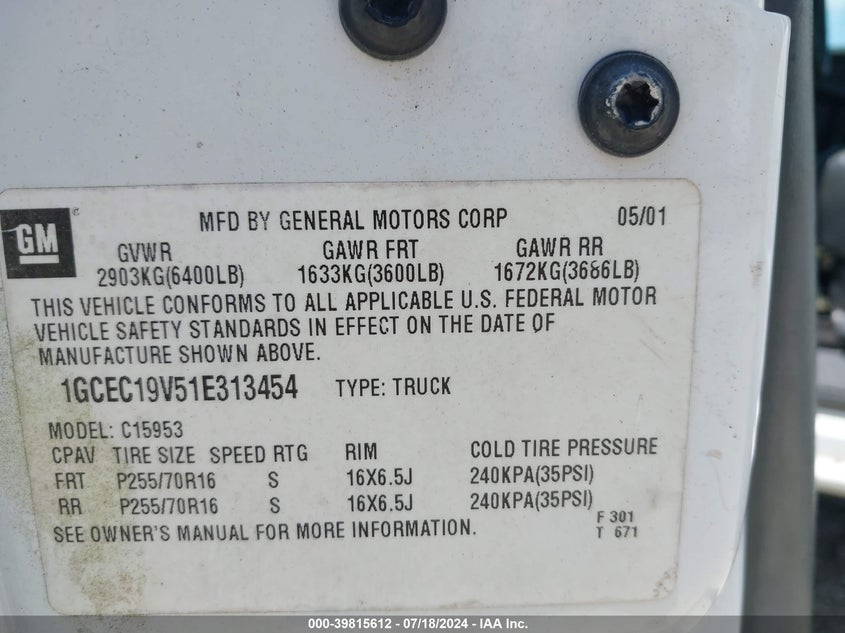 GM
MFD BY GENERAL MOTORS CORP 05/01
GVWR GAWR FRT GAWR RR
2903KG(6400LB) 1633KG(3600LB) 1672KG(3686LB)
THIS VEHICLE CONFORMS TO ALL APPLICABLE U.S. FEDERAL MOTOR
VEHICLE SAFETY STANDARDS IN EFFECT ON THE DATE OF
MANUFACTURE SHOWN ABOVE.
1GCEC19V51E313454 TYPE: TRUCK
MODEL: C15953
CPAV TIRE SIZE SPEED RTG RIM COLD TIRE PRESSURE
FRT P255/70R16 S 16X6.5J 240KPA(35PSI)
RR P255/70R16 S 16X6.5J 240KPA(35PSI)
SEE OWNER'S MANUAL FOR MORE INFORMATION.
F 301
T 671
000-39815612 - 07/18/2024 - IAA Inc.